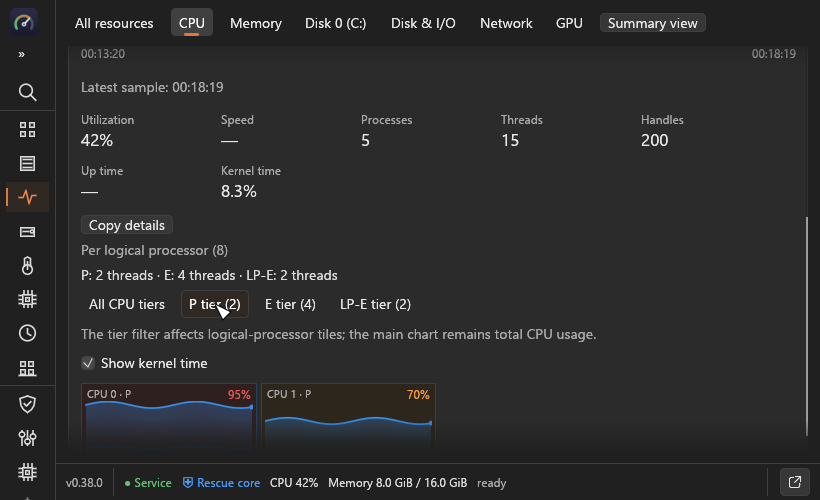 All resources CPU Memory Disk 0 (C:) Disk & I/O Network GPU Summary view
»
00:13:20 00:18:19
Latest sample: 00:18:19
Utilization Speed Processes Threads Handles
42% — 5 15 200
Up time Kernel time
— 8.3%
Copy details
Per logical processor (8)
P: 2 threads · E: 4 threads · LP-E: 2 threads
All CPU tiers P tier (2) E tier (4) LP-E tier (2)
The tier filter affects logical-processor tiles; the main chart remains total CPU usage.
Show kernel time
CPU 0 · P 95% CPU 1 · P 70%
v0.38.0 Service Rescue core CPU 42% Memory 8.0 GiB / 16.0 GiB ready